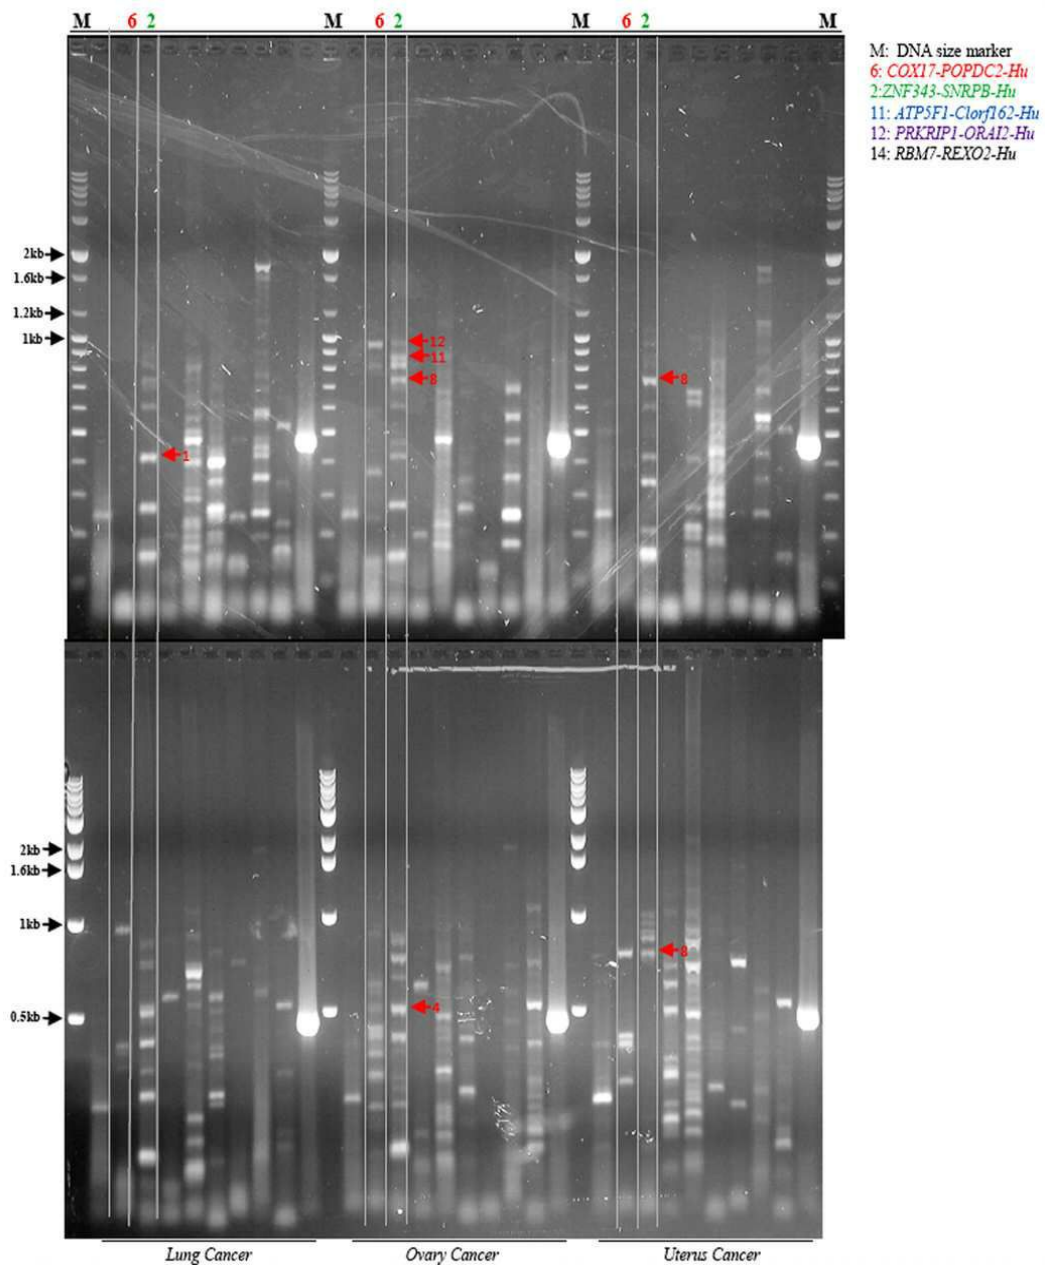 M 6 2 M 6 2 M 6 2 M
M: DNA size marker
6: COX17-POPDC2-Hu
2:ZNF343-SNRPB-Hu
11: ATP5F1-Clorf162-Hu
12: PRKRIP1-ORAI2-Hu
14: RBM7-REXO2-Hu
2kb
1.6kb
1.2kb
1kb
12
11
8
8
1
2kb
1.6kb
1kb
8
4
0.5kb
Lung Cancer Ovary Cancer Uterus Cancer